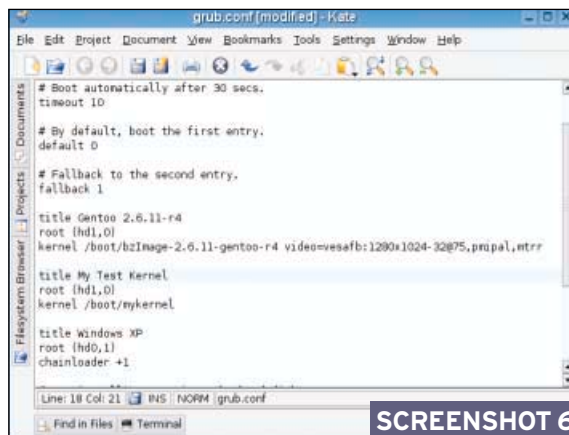 grub.conf [modified] - Kate
File Edit Project Document View Bookmarks Tools Settings Window Help
Documents
Projects
Filesystem Browser
# Boot automatically after 30 secs.
timeout 10
# By default, boot the first entry.
default 0
# Fallback to the second entry.
fallback 1
title Gentoo 2.6.11-r4
root (hd1,0)
kernel /boot/bzImage-2.6.11-gentoo-r4 video=vesafb:1280x1024-32@75,pmipal,mtrr
title My Test Kernel
root (hd1,0)
kernel /boot/mykernel
title Windows XP
root (hd0,1)
chainloader +1
Line: 18 Col: 21 INS NORM grub.conf
Find in Files Terminal
SCREENSHOT 6